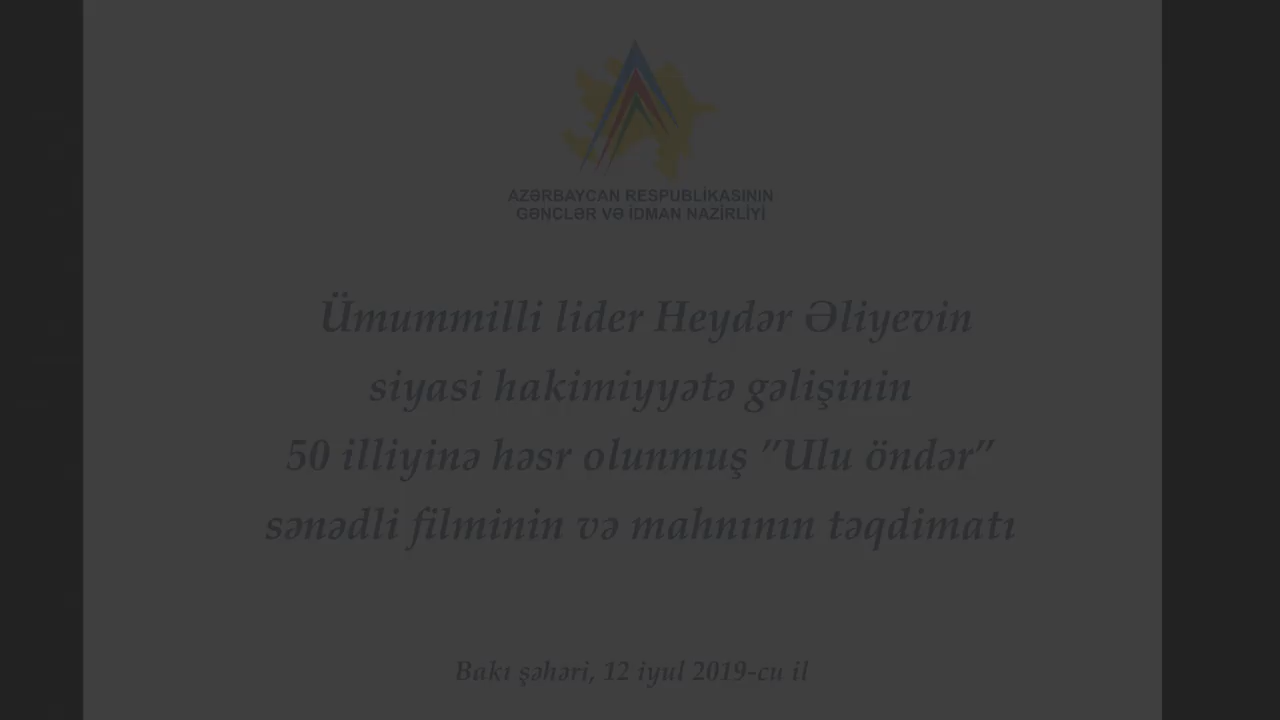 AZƏRBAYCAN RESPUBLİKASININ
GƏNCLƏR VƏ İDMAN NAZİRLİYİ
Ümummilli lider Heydər Əliyevin
siyasi hakimiyyətə gəlişinin
50 illiyinə həsr olunmuş "Ulu öndər"
sənədli filminin və mahnının təqdimatı
Bakı şəhəri, 12 iyul 2019-cu il